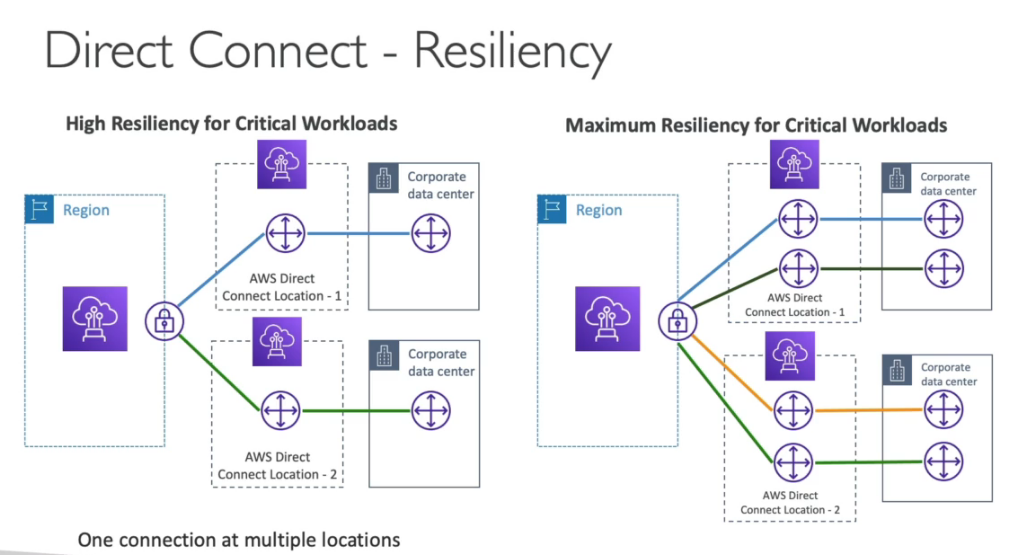 Direct Connect - Resiliency
High Resiliency for Critical Workloads
Region
Corporate
data center
AWS Direct
Connect Location - 1
Corporate
data center
AWS Direct
Connect Location - 2
One connection at multiple locations
Maximum Resiliency for Critical Workloads
Region
Corporate
data center
AWS Direct
Connect Location - 1
Corporate
data center
AWS Direct
Connect Location - 2